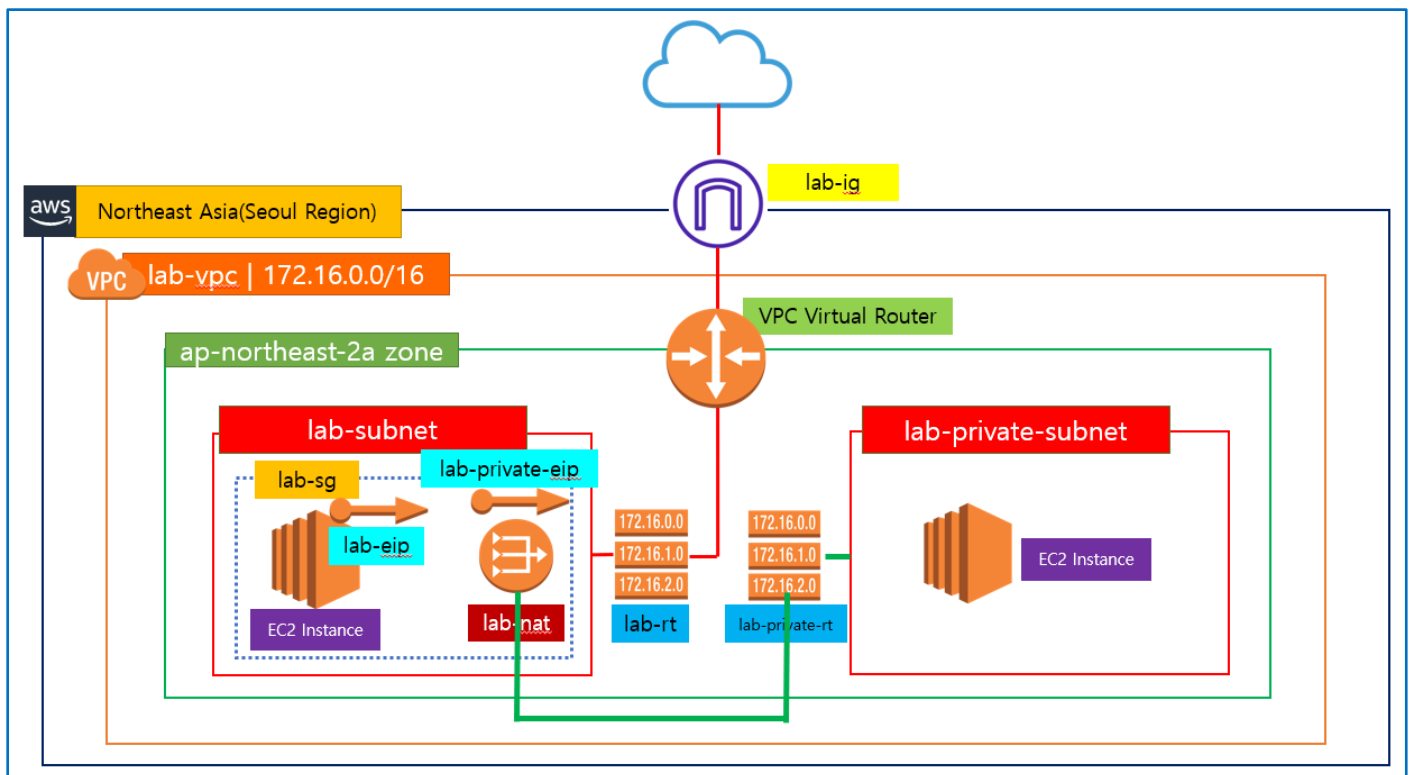 lab-ig
aws
Northeast Asia(Seoul Region)
VPC
lab-vpc | 172.16.0.0/16
VPC Virtual Router
ap-northeast-2a zone
lab-subnet
lab-private-subnet
lab-sg
lab-private-eip
lab-eip
172.16.0.0
172.16.1.0
172.16.2.0
172.16.0.0
172.16.1.0
172.16.2.0
EC2 Instance
EC2 Instance
lab-nat
lab-rt
lab-private-rt